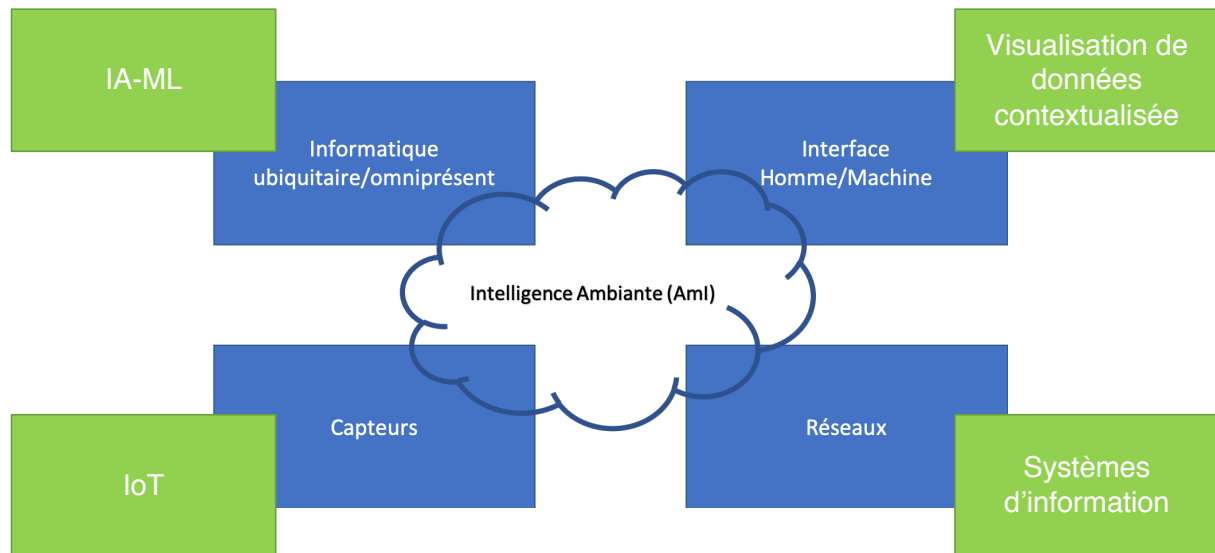 IA-ML
Informatique
ubiquitaire/omniprésent
Interface
Homme/Machine
Visualisation de
données
contextualisée
Intelligence Ambiante (AmI)
IoT
Capteurs
Réseaux
Systèmes
d’information